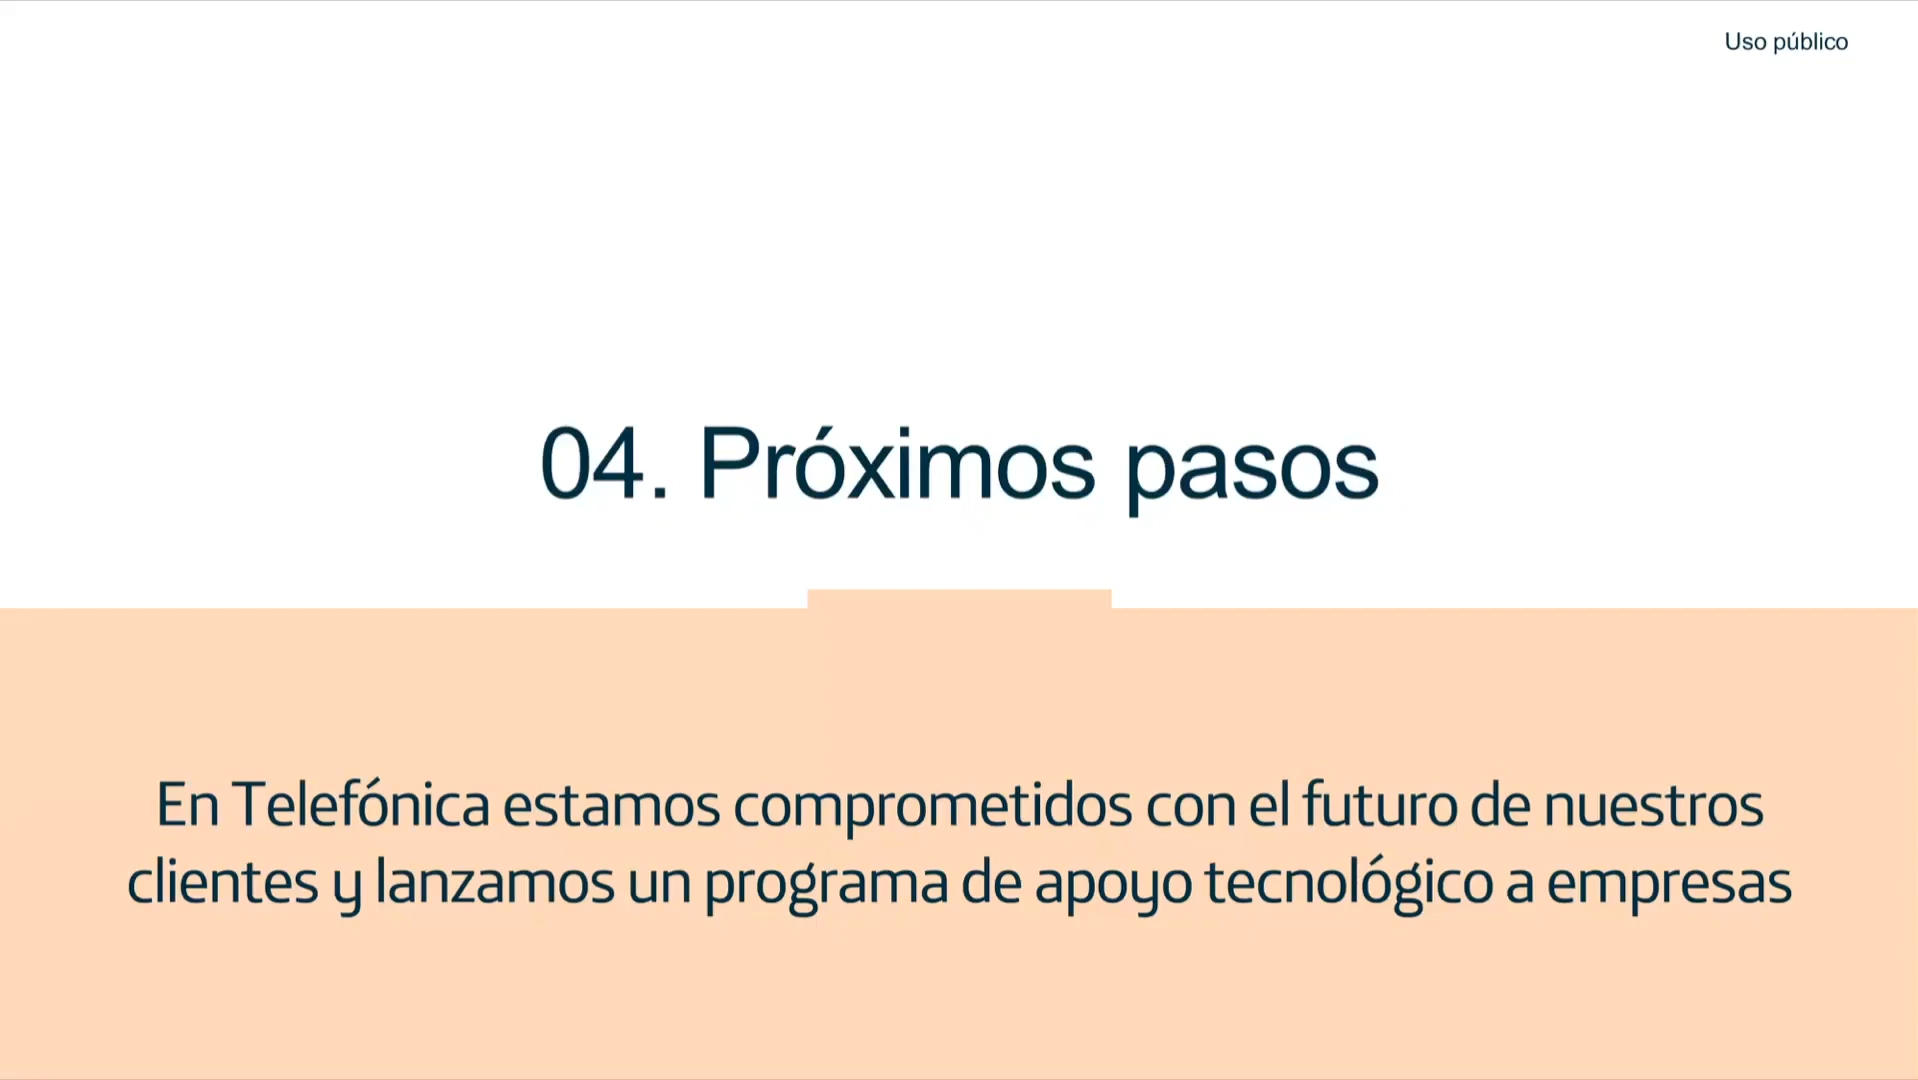 Uso público
04. Próximos pasos
En Telefónica estamos comprometidos con el futuro de nuestros
clientes y lanzamos un programa de apoyo tecnológico a empresas